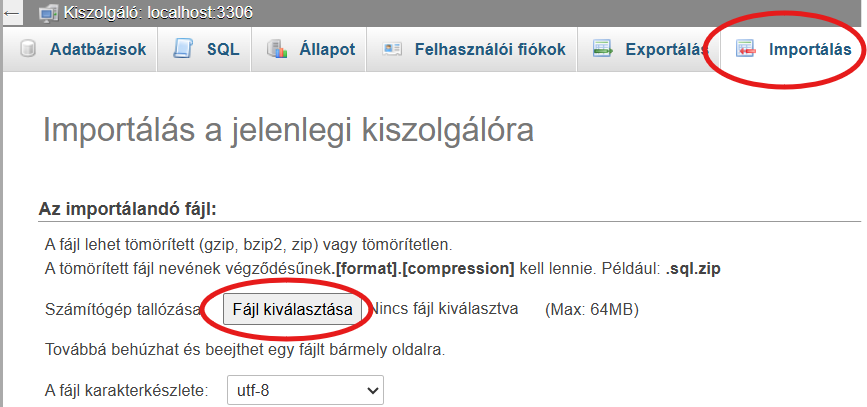 ← Kiszolgáló: localhost:3306
Adatbázisok SQL Állapot Felhasználói fiókok Exportálás Importálás
Importálás a jelenlegi kiszolgálóra
Az importálandó fájl:
A fájl lehet tömörített (gzip, bzip2, zip) vagy tömörítetlen.
A tömörített fájl nevének végződésűnek.[format].[compression] kell lennie. Például: .sql.zip
Számítógép tallózása Fájl kiválasztása Nincs fájl kiválasztva (Max: 64MB)
Továbbá behúzhat és beejthet egy fájlt bármely oldalra.
A fájl karakterkészlete: utf-8